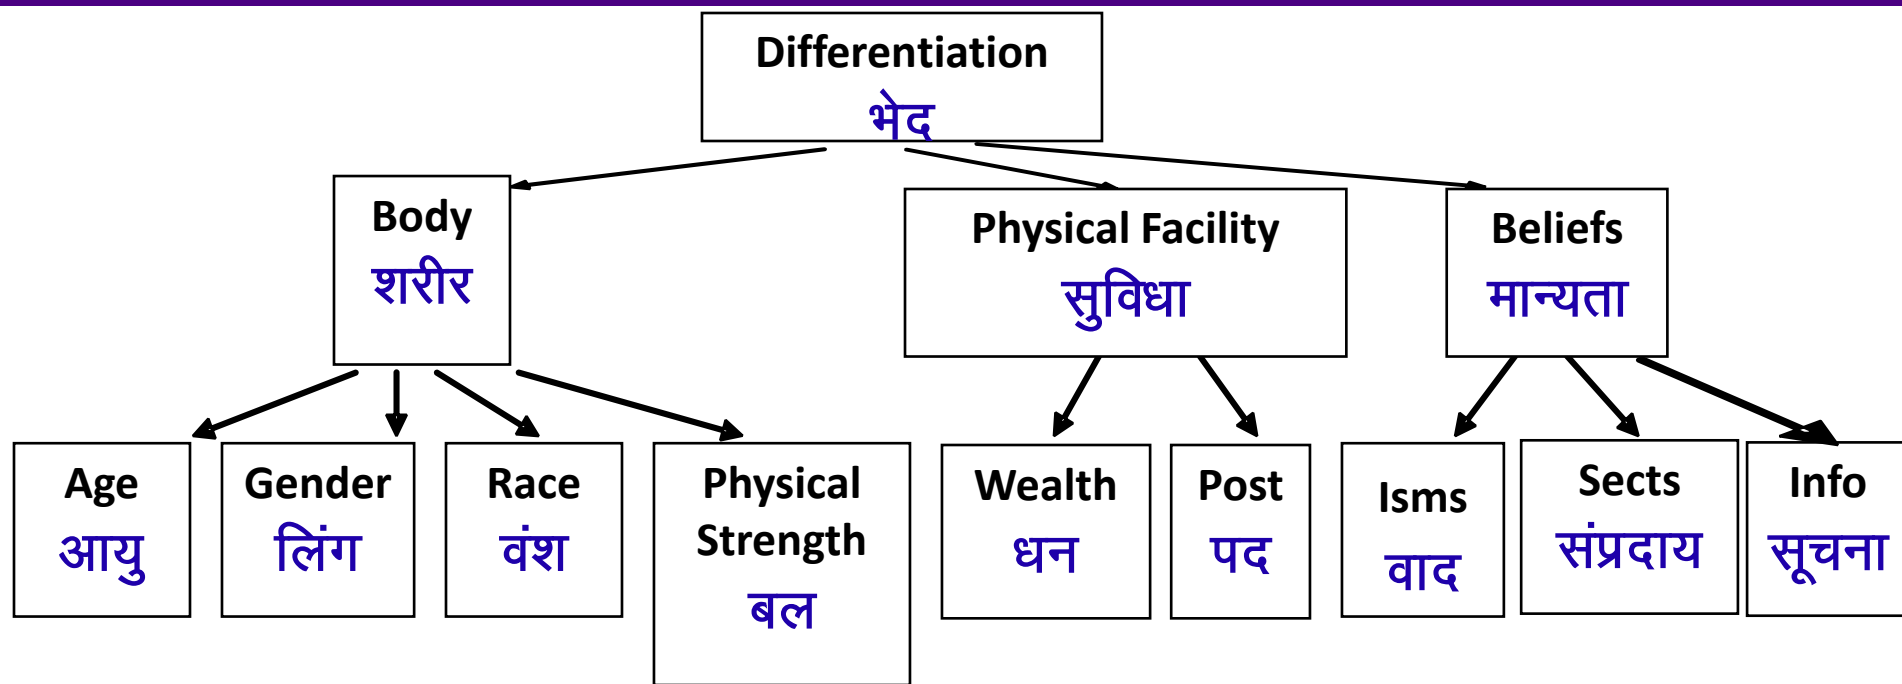 Differentiation
भेद
Body
शरीर
Physical Facility
सुविधा
Beliefs
मान्यता
Age
आयु
Gender
लिंग
Race
वंश
Physical
Strength
बल
Wealth
धन
Post
पद
Isms
वाद
Sects
संप्रदाय
Info
सूचना